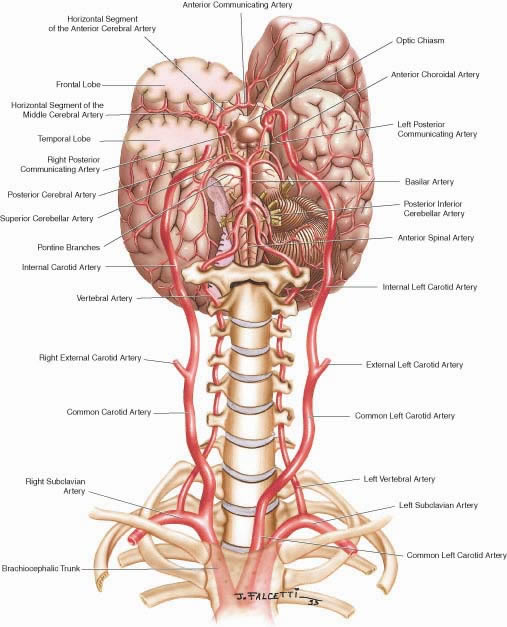 Anterior Communicating Artery
Horizontal Segment
of the Anterior Cerebral Artery
Optic Chiasm
Anterior Choroidal Artery
Frontal Lobe
Horizontal Segment of the
Middle Cerebral Artery
Left Posterior
Communicating Artery
Temporal Lobe
Right Posterior
Communicating Artery
Basilar Artery
Posterior Cerebral Artery
Posterior Inferior
Cerebellar Artery
Superior Cerebellar Artery
Anterior Spinal Artery
Pontine Branches
Internal Carotid Artery
Internal Left Carotid Artery
Vertebral Artery
Right External Carotid Artery
External Left Carotid Artery
Common Carotid Artery
Common Left Carotid Artery
Right Subclavian
Artery
Left Vertebral Artery
Left Subclavian Artery
Common Left Carotid Artery
Brachiocephalic Trunk
J. FALCETTI